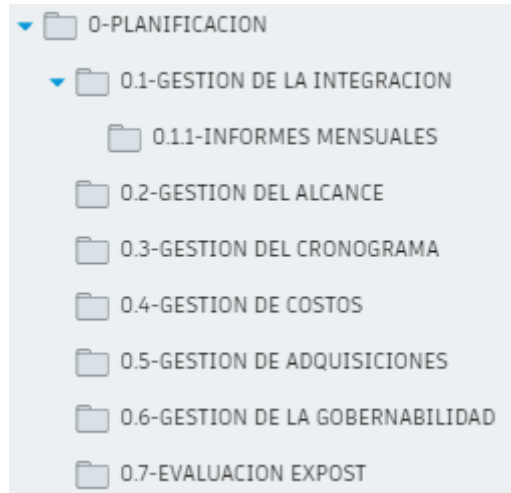 0-PLANIFICACION
0.1-GESTION DE LA INTEGRACION
0.1.1-INFORMES MENSUALES
0.2-GESTION DEL ALCANCE
0.3-GESTION DEL CRONOGRAMA
0.4-GESTION DE COSTOS
0.5-GESTION DE ADQUISICIONES
0.6-GESTION DE LA GOBERNABILIDAD
0.7-EVALUACION EXPOST